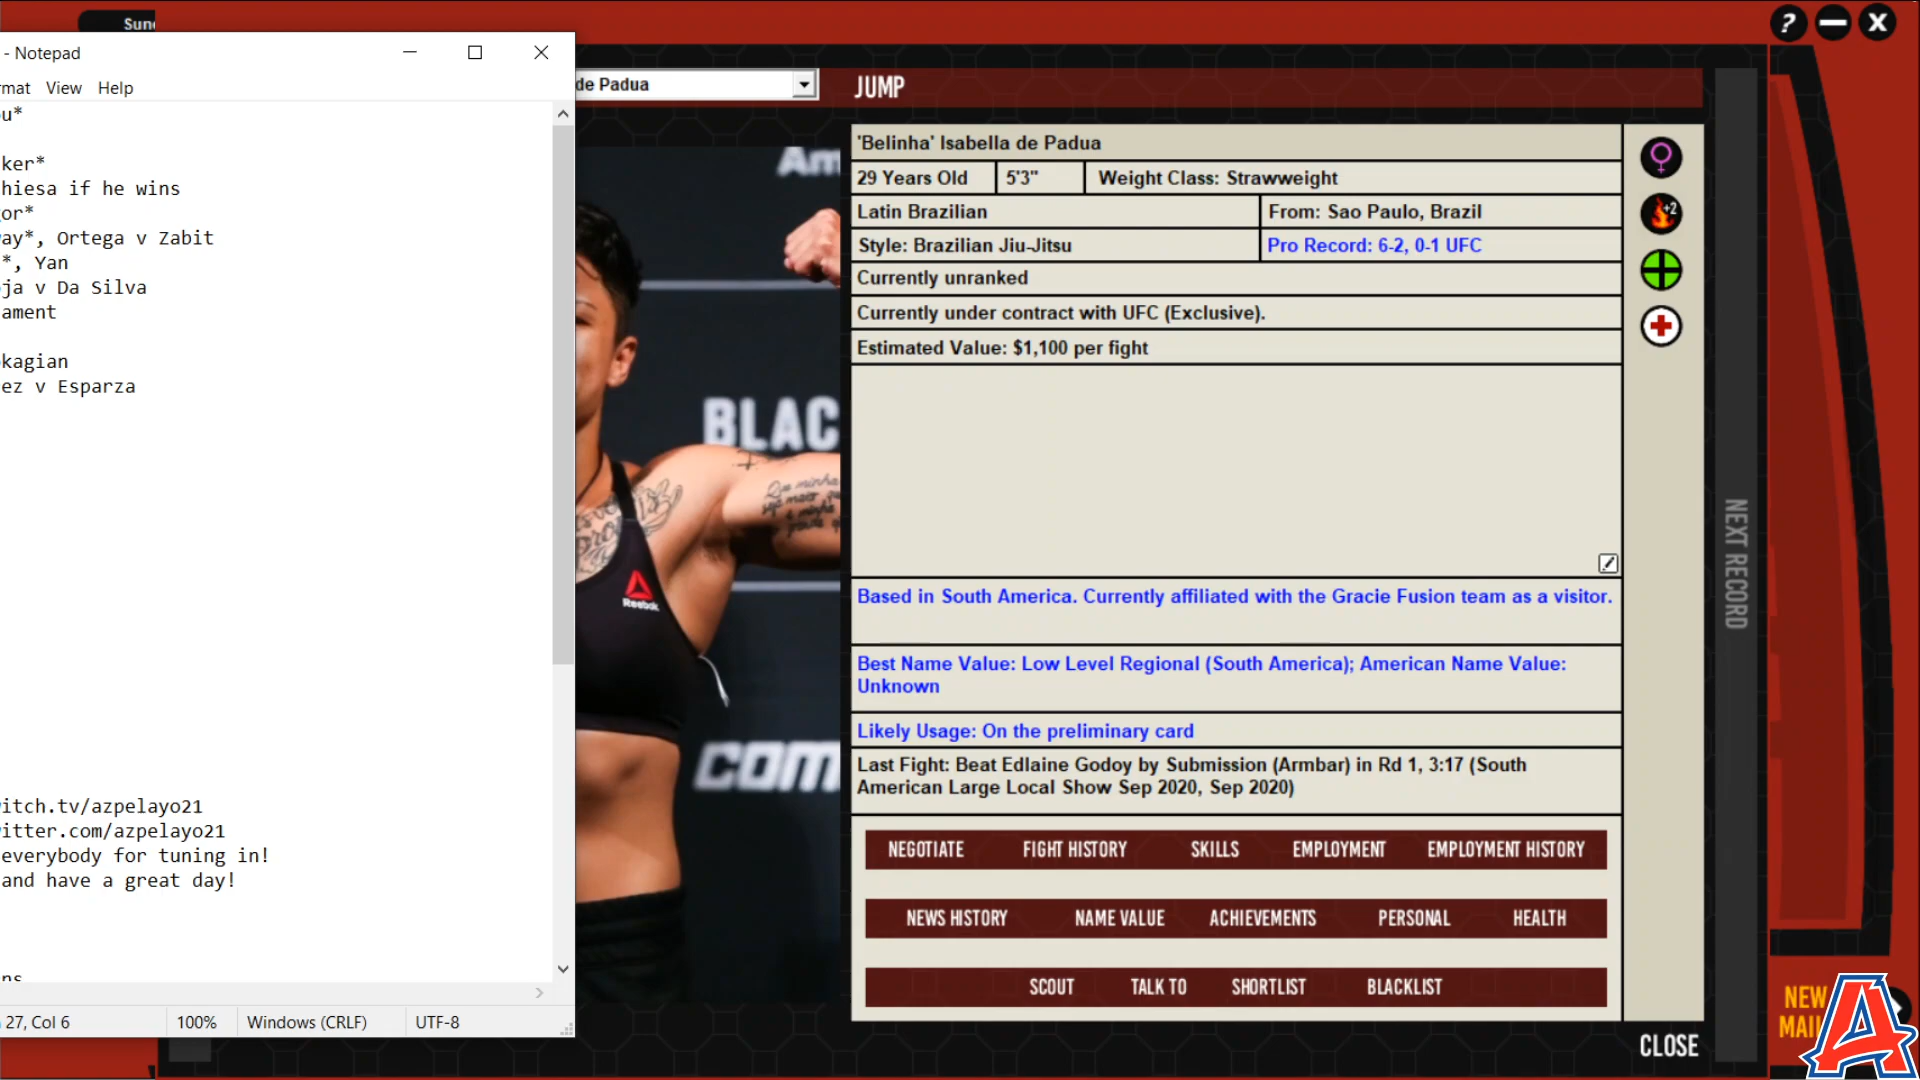 Sun
- Notepad
mat View Help
u*
ker*
hiesa if he wins
or*
ay*, Ortega v Zabit
*, Yan
ja v Da Silva
ament
kagian
ez v Esparza
itch.tv/azpelayo21
itter.com/azpelayo21
everybody for tuning in!
and have a great day!
ns
27, Col 6 100% Windows (CRLF) UTF-8
de Padua
JUMP
'Belinha' Isabella de Padua
29 Years Old 5'3" Weight Class: Strawweight
Latin Brazilian From: Sao Paulo, Brazil
Style: Brazilian Jiu-Jitsu Pro Record: 6-2, 0-1 UFC
Currently unranked
Currently under contract with UFC (Exclusive).
Estimated Value: $1,100 per fight
Based in South America. Currently affiliated with the Gracie Fusion team as a visitor.
Best Name Value: Low Level Regional (South America); American Name Value:
Unknown
Likely Usage: On the preliminary card
Last Fight: Beat Edlaine Godoy by Submission (Armbar) in Rd 1, 3:17 (South
American Large Local Show Sep 2020, Sep 2020)
NEGOTIATE FIGHT HISTORY SKILLS EMPLOYMENT EMPLOYMENT HISTORY
NEWS HISTORY NAME VALUE ACHIEVEMENTS PERSONAL HEALTH
SCOUT TALK TO SHORTLIST BLACKLIST
CLOSE
+2
?
X
NEXT RECORD
NEW
MAIL
A
Am
BLAC
com
Reebok